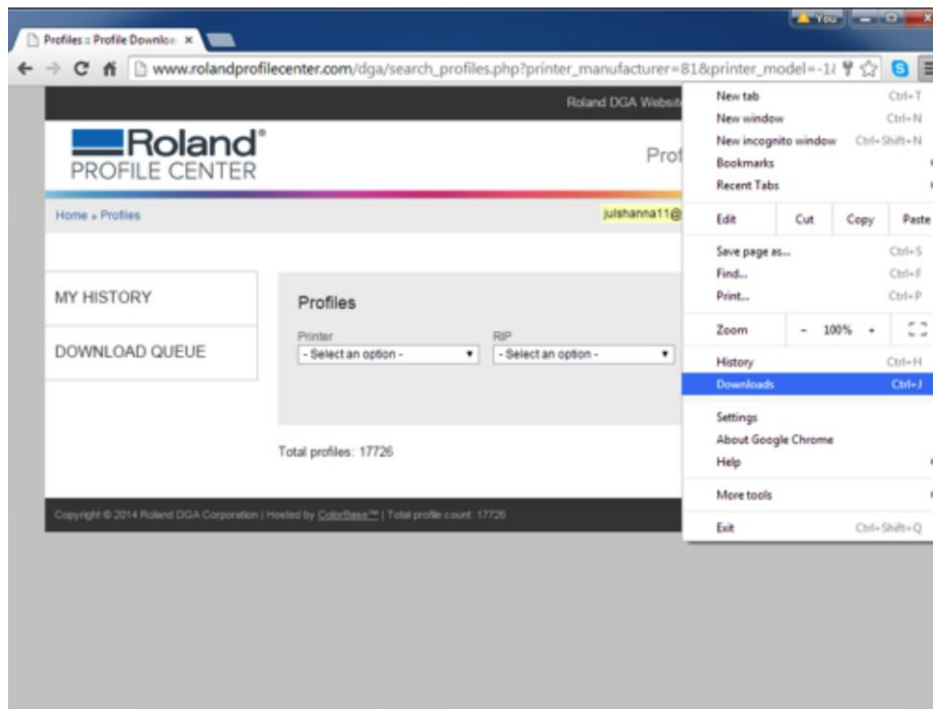 You
Profiles :: Profile Downloa
www.rolandprofilecenter.com/dga/search_profiles.php?printer_manufacturer=81&printer_model=-1
Roland DGA Websit
Roland®
PROFILE CENTER
Prof
Home » Profiles
julshanna11@
MY HISTORY
DOWNLOAD QUEUE
Profiles
Printer
RIP
- Select an option -
- Select an option -
Total profiles: 17726
Copyright © 2014 Roland DGA Corporation | Hosted by ColorBase™ | Total profile count: 17726
New tab Ctrl+T
New window Ctrl+N
New incognito window Ctrl+Shift+N
Bookmarks
Recent Tabs
Edit Cut Copy Paste
Save page as... Ctrl+S
Find... Ctrl+F
Print... Ctrl+P
Zoom - 100% +
History Ctrl+H
Downloads Ctrl+J
Settings
About Google Chrome
Help
More tools
Exit Ctrl+Shift+Q